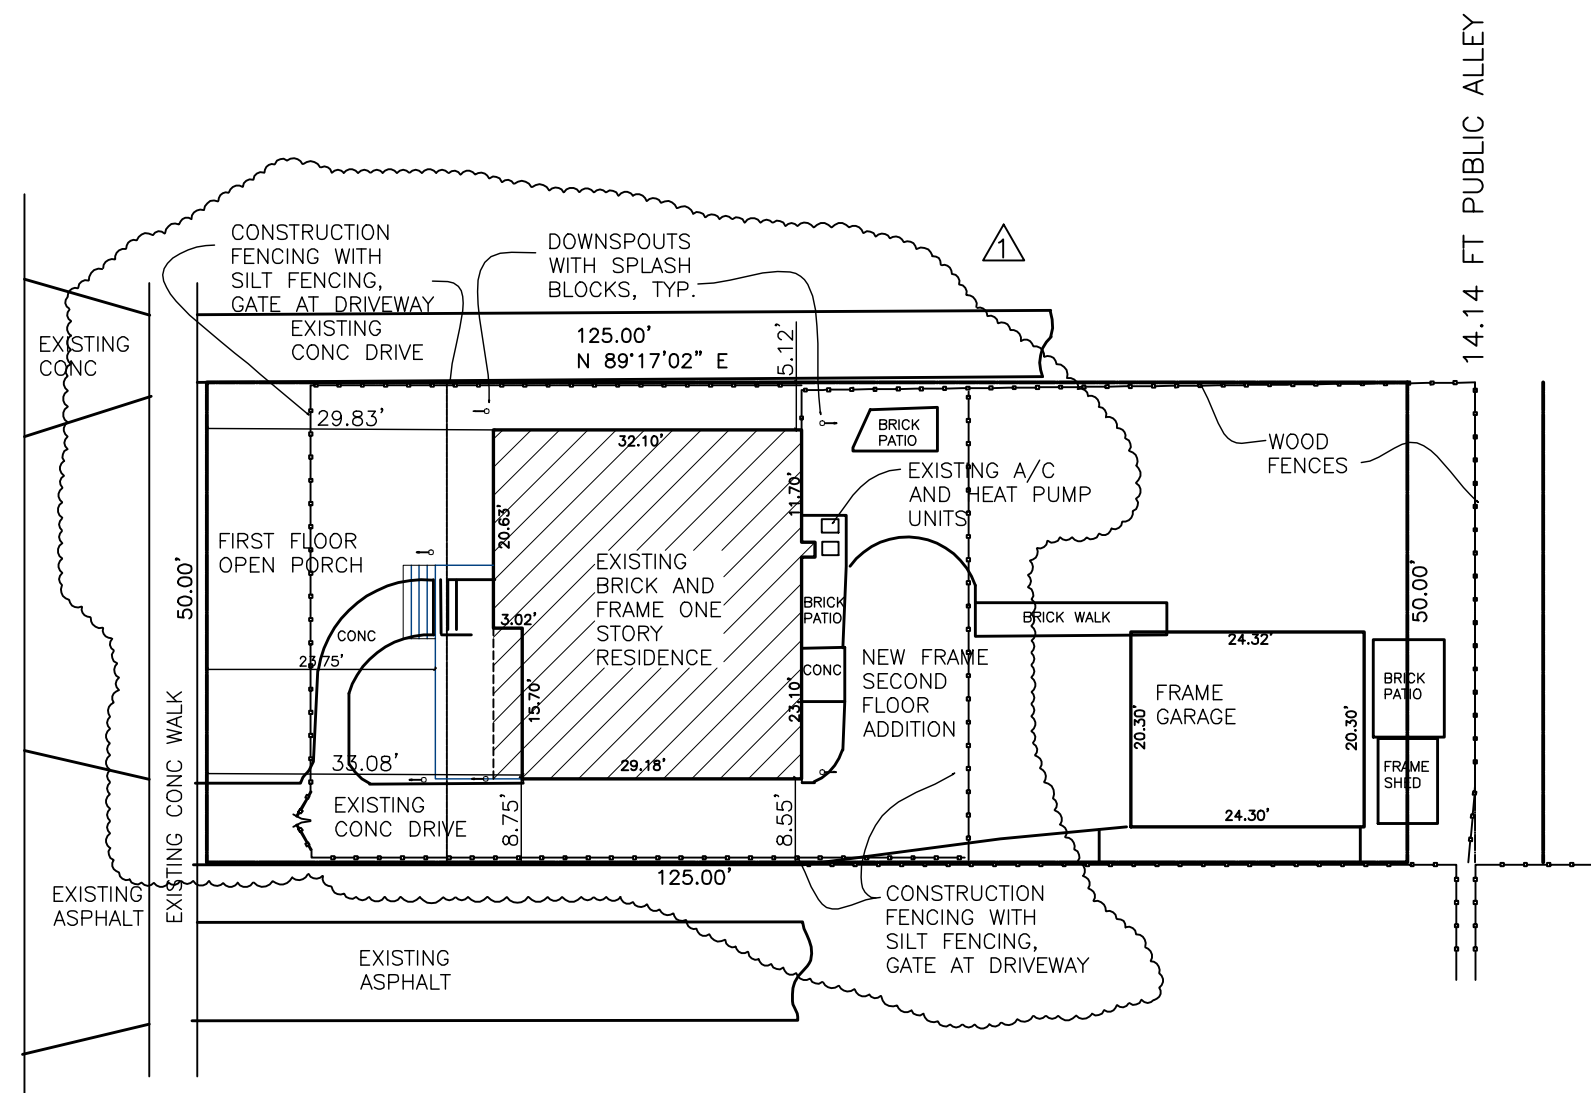 14.14 FT PUBLIC ALLEY
CONSTRUCTION
FENCING WITH
SILT FENCING,
GATE AT DRIVEWAY
EXISTING
CONC DRIVE
DOWNSPOUTS
WITH SPLASH
BLOCKS, TYP.
1
EXISTING
CONC
125.00'
N 89°17'02" E
5.12'
29.83'
32.10'
BRICK
PATIO
WOOD
FENCES
EXISTING A/C
AND HEAT PUMP
UNITS
11.70'
20.63'
FIRST FLOOR
OPEN PORCH
EXISTING
BRICK AND
FRAME ONE
STORY
RESIDENCE
50.00'
50.00'
3.02'
CONC
BRICK
PATIO
BRICK WALK
24.32'
23.75'
CONC
NEW FRAME
SECOND
FLOOR
ADDITION
15.70'
23.10'
FRAME
GARAGE
20.30'
20.30'
BRICK
PATIO
FRAME
SHED
33.08'
29.18'
EXISTING
CONC DRIVE
8.75'
8.55'
24.30'
EXISTING CONC WALK
125.00'
EXISTING
ASPHALT
CONSTRUCTION
FENCING WITH
SILT FENCING,
GATE AT DRIVEWAY
EXISTING
ASPHALT